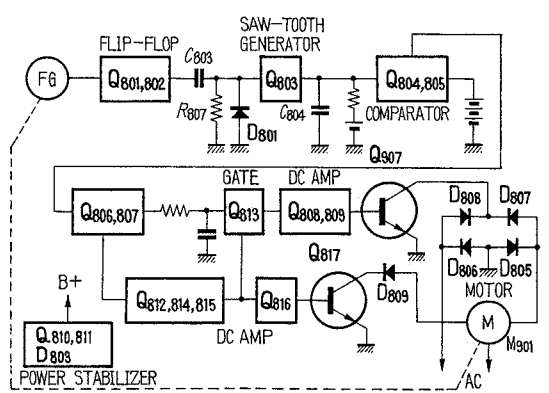 SAW-TOOTH
GENERATOR
FLIP-FLOP
C803
FG
Q801,802
Q803
Q804,805
R807
D801
C804
COMPARATOR
Q907
GATE
DC AMP
D808
D807
Q806,807
Q813
Q808,809
Q817
D806
D805
B+
Q812,814,815
Q816
D809
MOTOR
DC AMP
M
M901
Q810,811
D803
POWER STABILIZER
AC